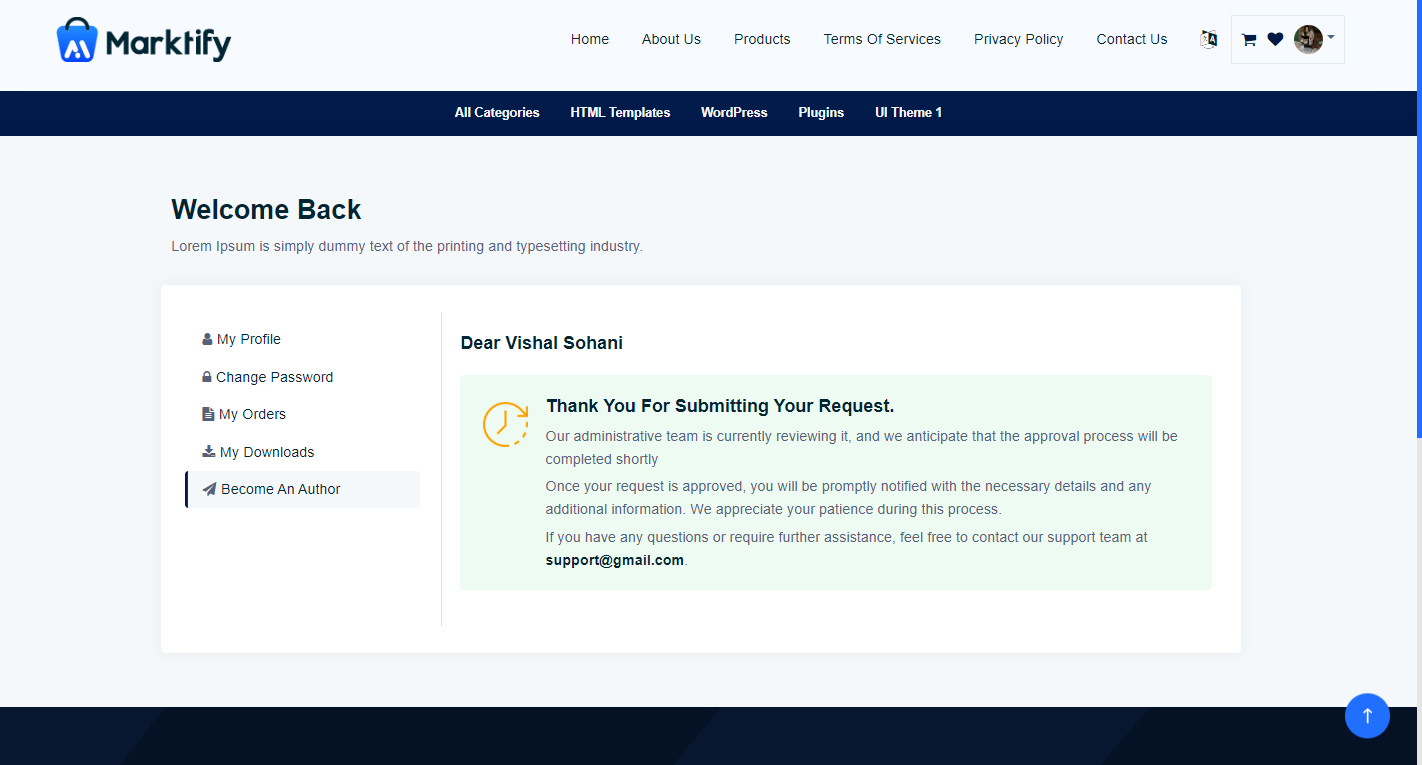 Marktify
Home About Us Products Terms Of Services Privacy Policy Contact Us
All Categories HTML Templates WordPress Plugins UI Theme 1
Welcome Back
Lorem Ipsum is simply dummy text of the printing and typesetting industry.
My Profile
Change Password
My Orders
My Downloads
Become An Author
Dear Vishal Sohani
Thank You For Submitting Your Request.
Our administrative team is currently reviewing it, and we anticipate that the approval process will be
completed shortly
Once your request is approved, you will be promptly notified with the necessary details and any
additional information. We appreciate your patience during this process.
If you have any questions or require further assistance, feel free to contact our support team at
support@gmail.com.